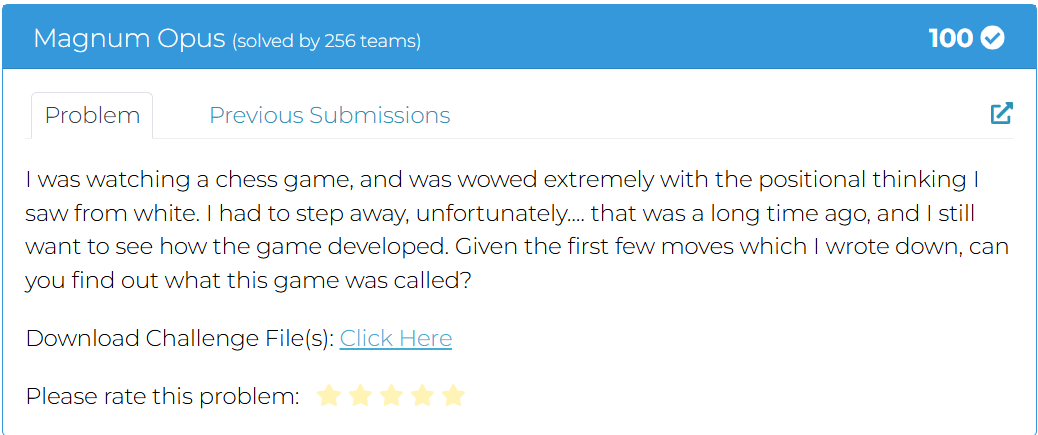 Magnum Opus (solved by 256 teams)
100
Problem
Previous Submissions
I was watching a chess game, and was wowed extremely with the positional thinking I
saw from white. I had to step away, unfortunately.... that was a long time ago, and I still
want to see how the game developed. Given the first few moves which I wrote down, can
you find out what this game was called?
Download Challenge File(s): Click Here
Please rate this problem: